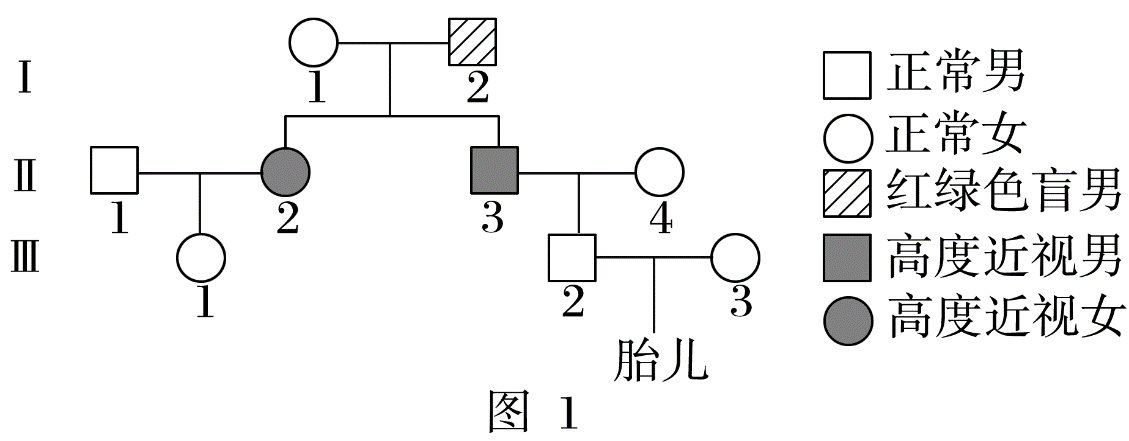 I
1 2
正常男
正常女
II
1 2 3 4
红绿色盲男
III
1 2 3
高度近视男
高度近视女
胎儿
图 1